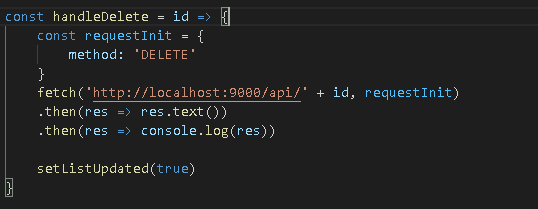 const handleDelete = id => {
const requestInit = {
method: 'DELETE'
}
fetch('http://localhost:9000/api/' + id, requestInit)
.then(res => res.text())
.then(res => console.log(res))
setListUpdated(true)
}